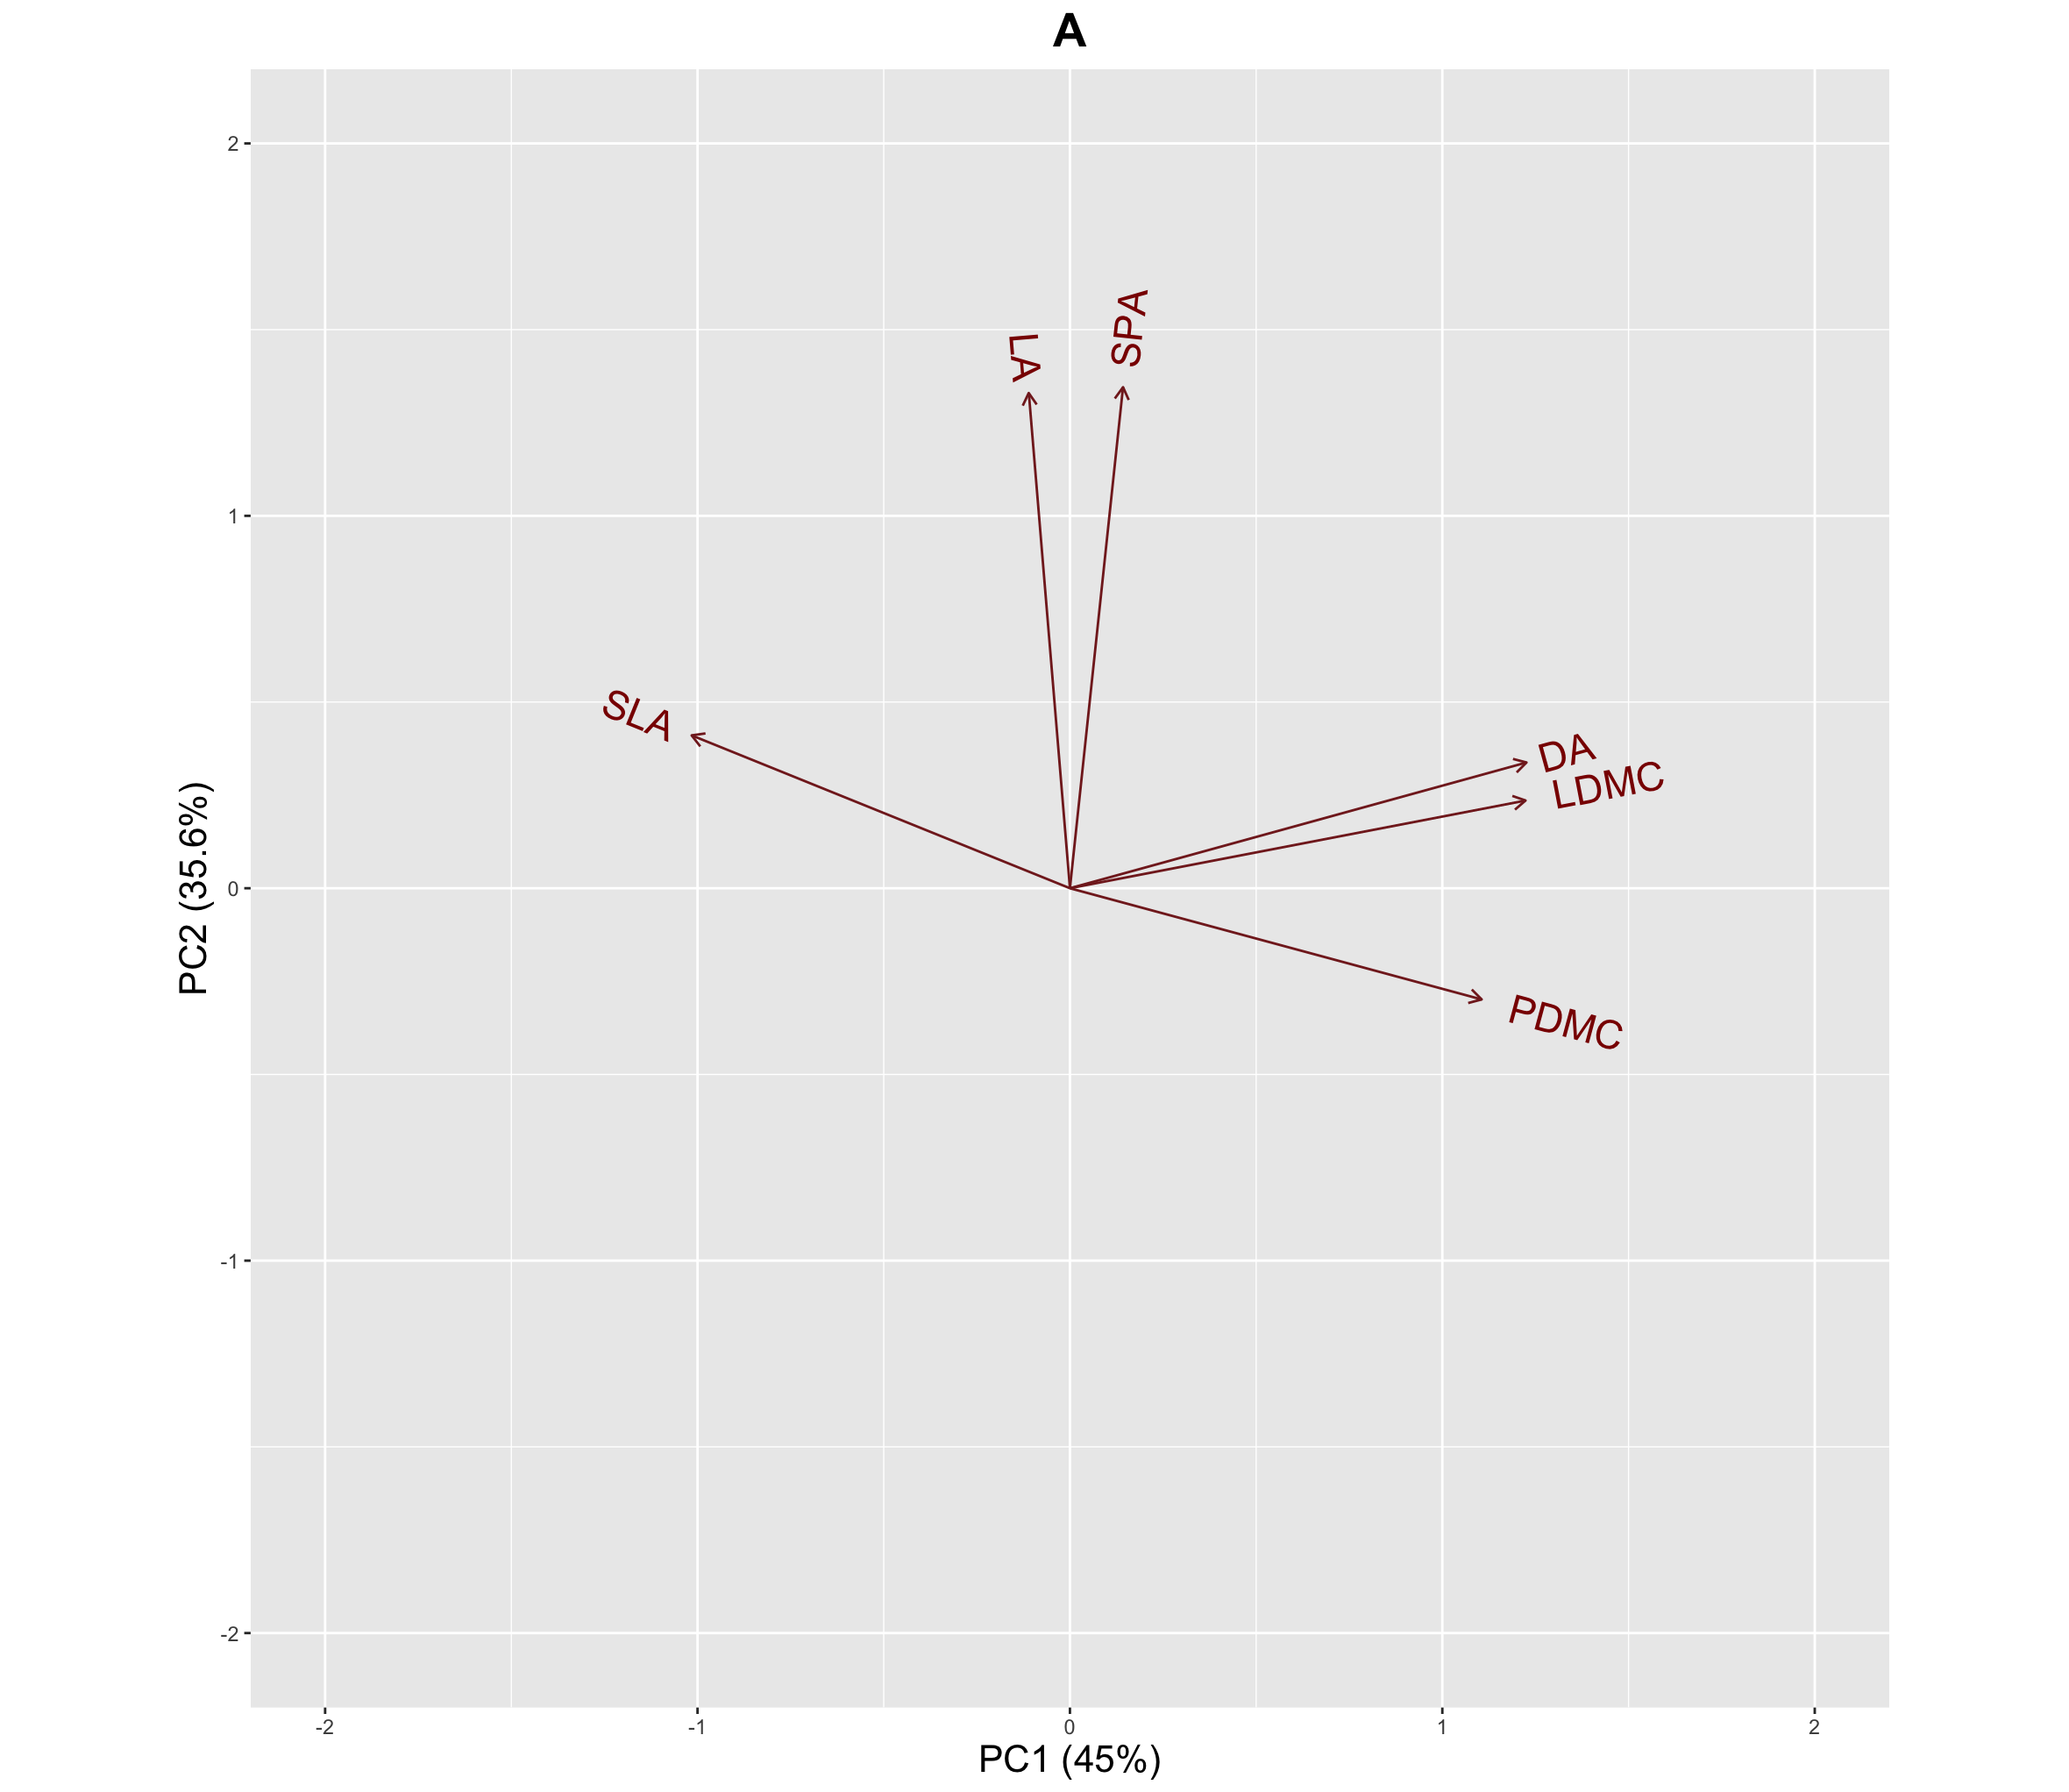 A
2
1
0
-1
-2
PC2 (35.6%)
LA
SPA
SLA
DA
LDMC
PDMC
-2 -1 0 1 2
PC1 (45%)